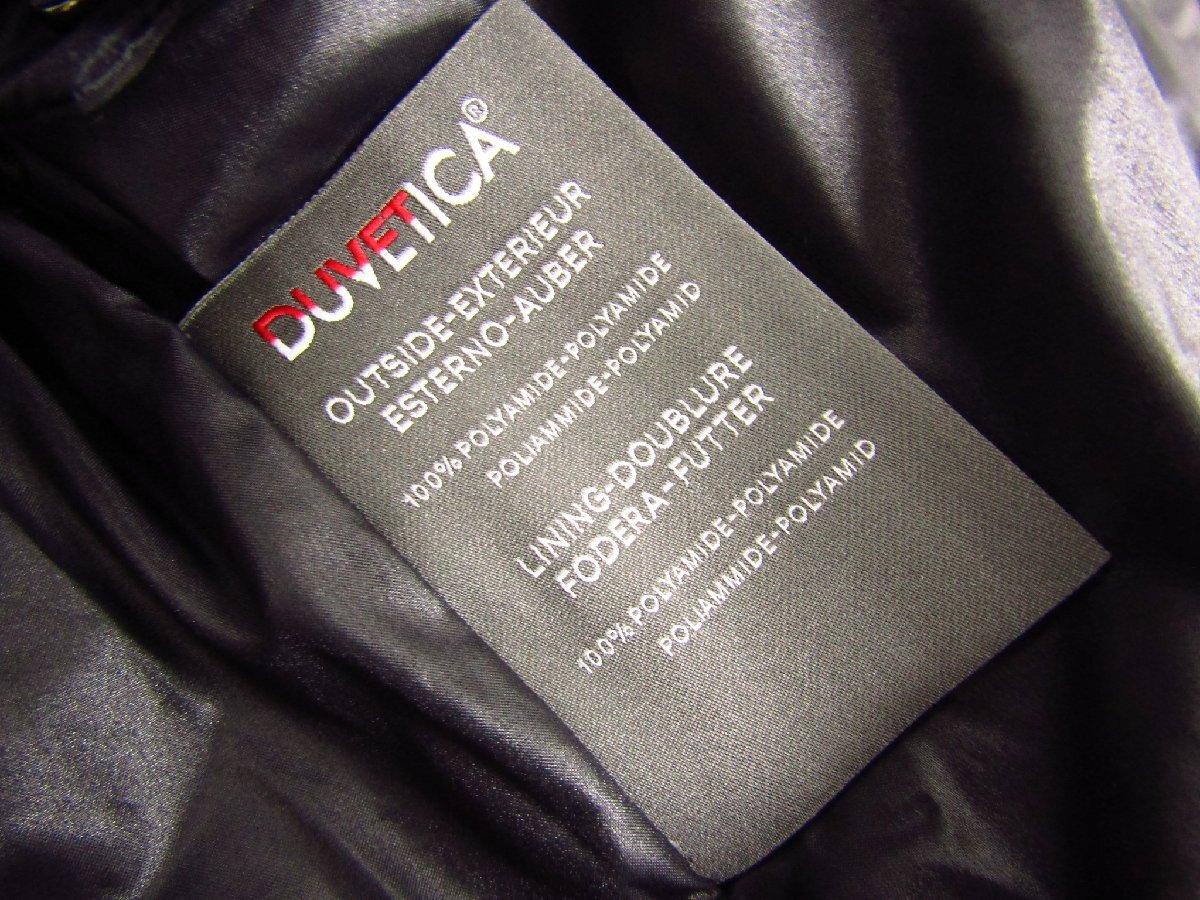 DUVETICA®
OUTSIDE-EXTERIEUR
ESTERNO-AUBER
100% POLYAMIDE-POLYAMIDE
POLIAMMIDE-POLYAMID
LINING-DOUBLURE
FODERA-FUTTER
100% POLYAMIDE-POLYAMIDE
POLIAMMIDE-POLYAMID